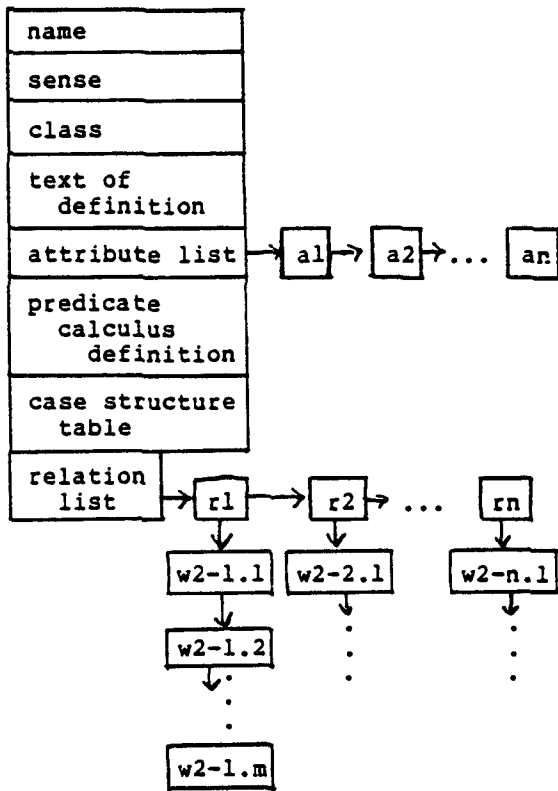 name
sense
class
text of
definition
attribute list a1 a2 ... an
predicate
calculus
definition
case structure
table
relation
list r1 r2 ... rn
w2-1.1 w2-2.1 w2-n.1
w2-1.2
w2-1.m